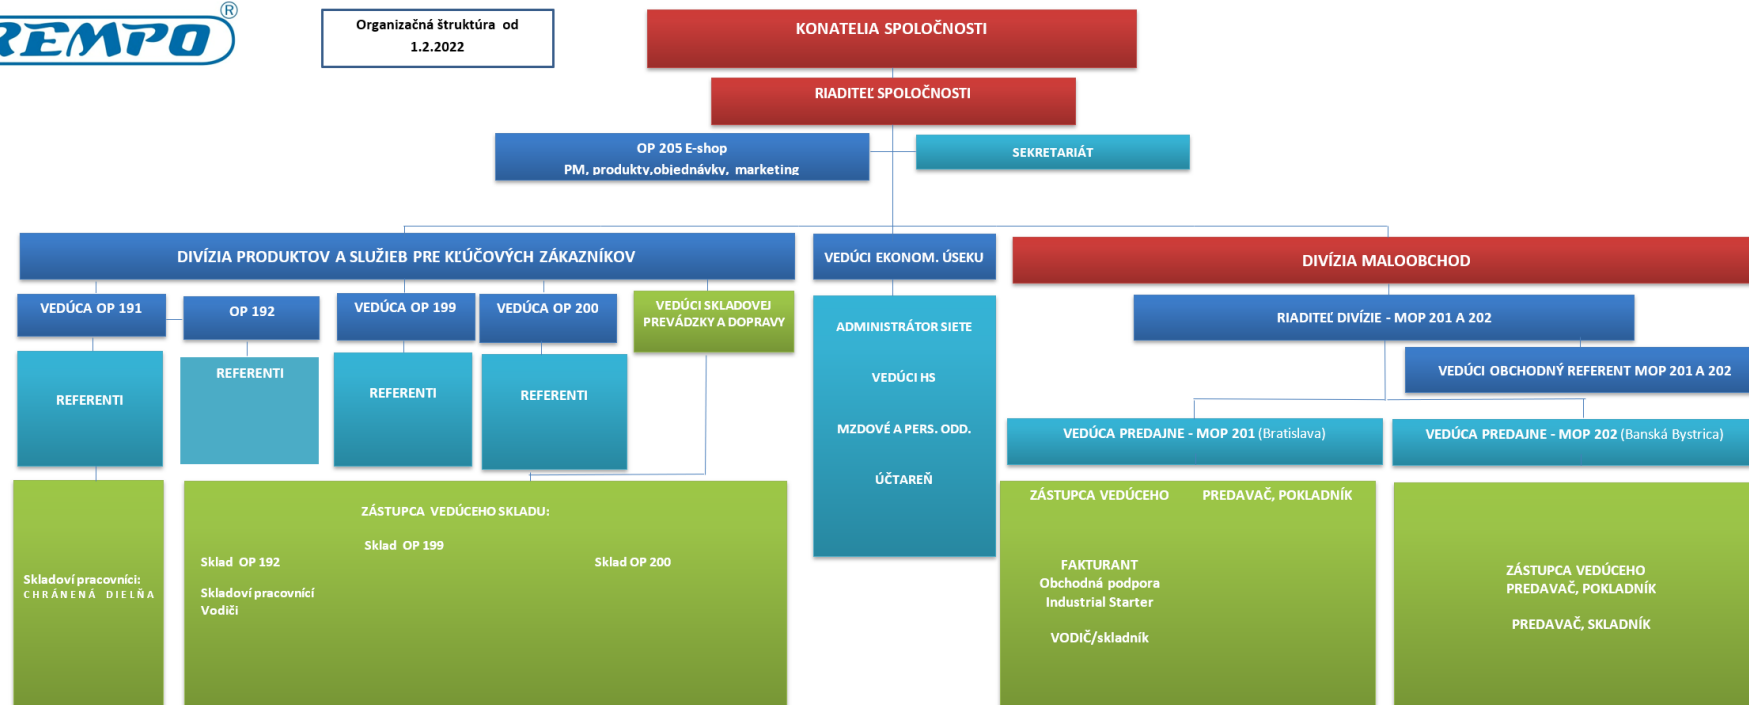 REMPO®
Organizačná štruktúra od
1.2.2022
KONATELIA SPOLOČNOSTI
RIADITEĽ SPOLOČNOSTI
OP 205 E-shop
PM, produkty,objednávky, marketing
SEKRETARIÁT
DIVÍZIA PRODUKTOV A SLUŽIEB PRE KĽÚČOVÝCH ZÁKAZNÍKOV
VEDÚCI EKONOM. ÚSEKU
DIVÍZIA MALOOBCHOD
VEDÚCA OP 191
OP 192
VEDÚCA OP 199
VEDÚCA OP 200
VEDÚCI SKLADOVEJ
PREVÁDZKY A DOPRAVY
REFERENTI
REFERENTI
REFERENTI
REFERENTI
ADMINISTRÁTOR SIETE
VEDÚCI HS
MZDOVÉ A PERS. ODD.
ÚČTAREŇ
RIADITEĽ DIVÍZIE - MOP 201 A 202
VEDÚCI OBCHODNÝ REFERENT MOP 201 A 202
VEDÚCA PREDAJNE - MOP 201 (Bratislava)
VEDÚCA PREDAJNE - MOP 202 (Banská Bystrica)
Skladoví pracovníci:
CHRÁNENÁ DIELŇA
ZÁSTUPCA VEDÚCEHO SKLADU:
Sklad OP 199
Sklad OP 192
Sklad OP 200
Skladoví pracovnící
Vodiči
ZÁSTUPCA VEDÚCEHO PREDAVAČ, POKLADNÍK
FAKTURANT
Obchodná podpora
Industrial Starter
VODIČ/skladník
ZÁSTUPCA VEDÚCEHO
PREDAVAČ, POKLADNÍK
PREDAVAČ, SKLADNÍK